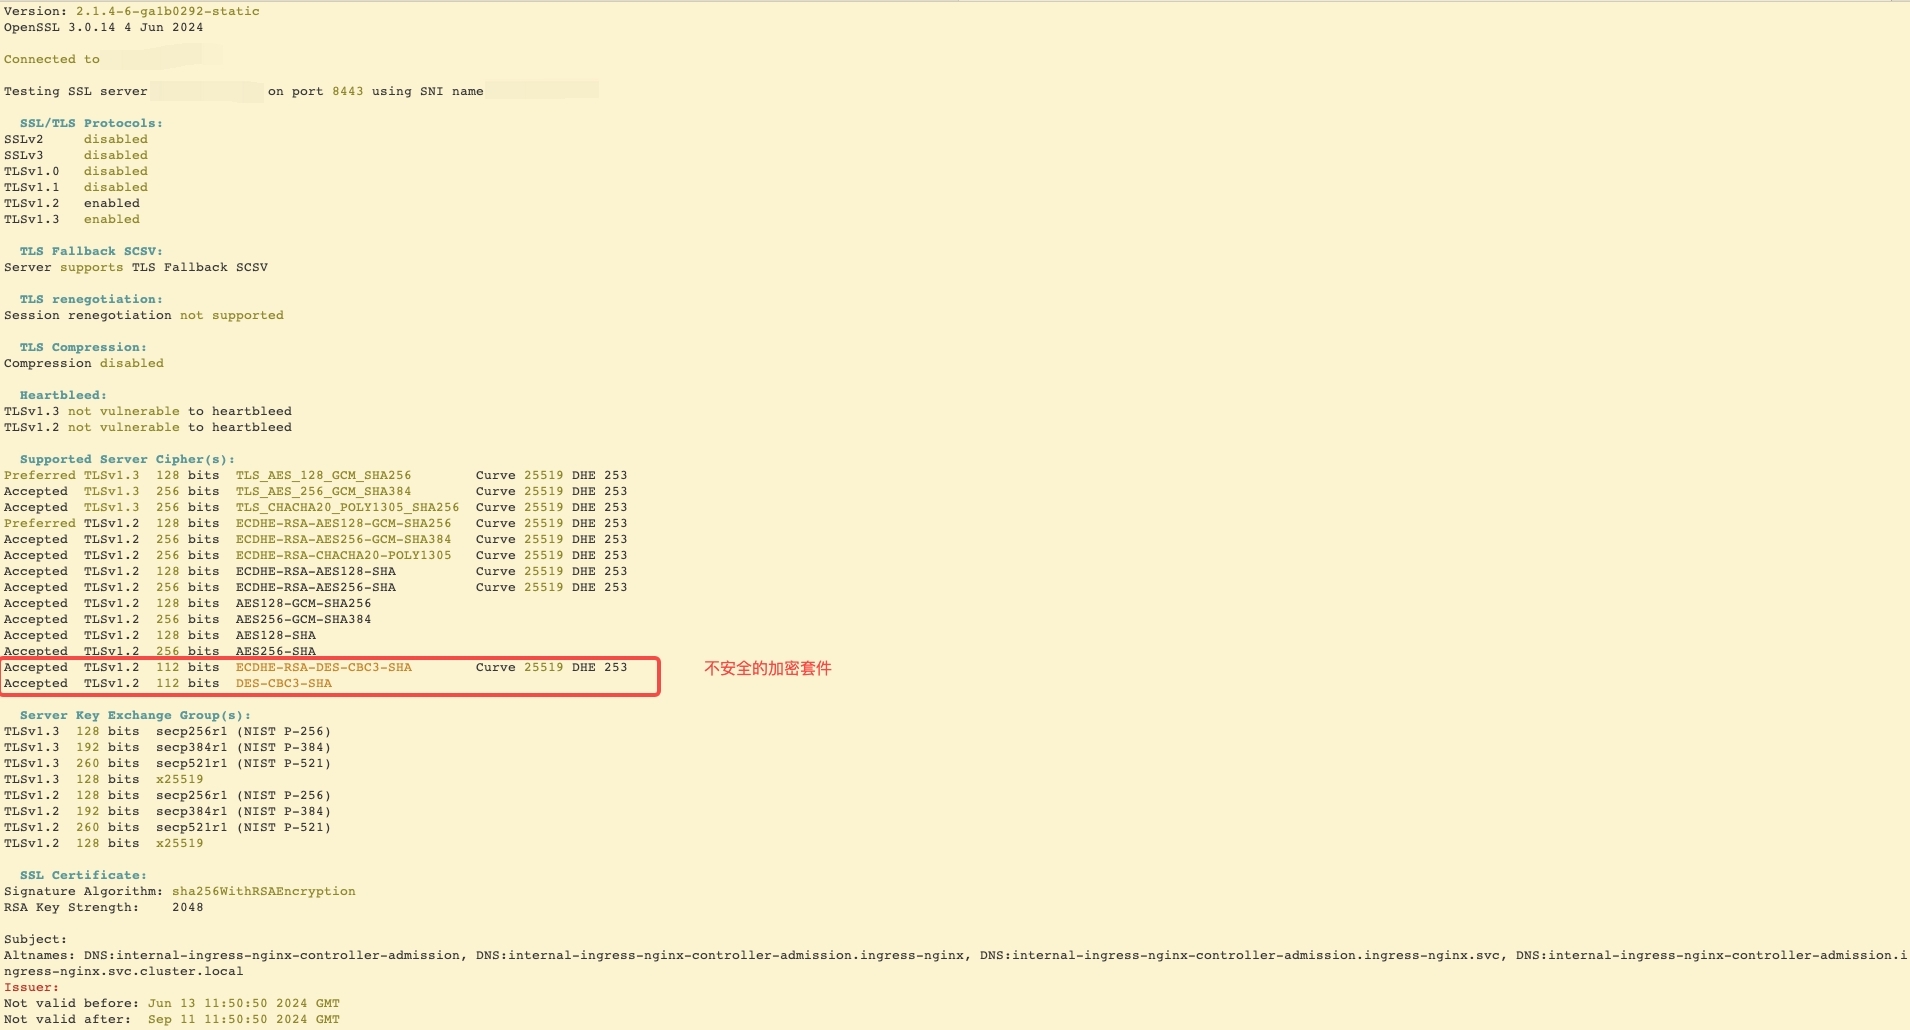 Version: 2.1.4-6-ga1b0292-static
OpenSSL 3.0.14 4 Jun 2024
Connected to
Testing SSL server on port 8443 using SNI name
SSL/TLS Protocols:
SSLv2 disabled
SSLv3 disabled
TLSv1.0 disabled
TLSv1.1 disabled
TLSv1.2 enabled
TLSv1.3 enabled
TLS Fallback SCSV:
Server supports TLS Fallback SCSV
TLS renegotiation:
Session renegotiation not supported
TLS Compression:
Compression disabled
Heartbleed:
TLSv1.3 not vulnerable to heartbleed
TLSv1.2 not vulnerable to heartbleed
Supported Server Cipher(s):
Preferred TLSv1.3 128 bits TLS_AES_128_GCM_SHA256 Curve 25519 DHE 253
Accepted TLSv1.3 256 bits TLS_AES_256_GCM_SHA384 Curve 25519 DHE 253
Accepted TLSv1.3 256 bits TLS_CHACHA20_POLY1305_SHA256 Curve 25519 DHE 253
Preferred TLSv1.2 128 bits ECDHE-RSA-AES128-GCM-SHA256 Curve 25519 DHE 253
Accepted TLSv1.2 256 bits ECDHE-RSA-AES256-GCM-SHA384 Curve 25519 DHE 253
Accepted TLSv1.2 256 bits ECDHE-RSA-CHACHA20-POLY1305 Curve 25519 DHE 253
Accepted TLSv1.2 128 bits ECDHE-RSA-AES128-SHA Curve 25519 DHE 253
Accepted TLSv1.2 256 bits ECDHE-RSA-AES256-SHA Curve 25519 DHE 253
Accepted TLSv1.2 128 bits AES128-GCM-SHA256
Accepted TLSv1.2 256 bits AES256-GCM-SHA384
Accepted TLSv1.2 128 bits AES128-SHA
Accepted TLSv1.2 256 bits AES256-SHA
Accepted TLSv1.2 112 bits ECDHE-RSA-DES-CBC3-SHA Curve 25519 DHE 253 不安全的加密套件
Accepted TLSv1.2 112 bits DES-CBC3-SHA
Server Key Exchange Group(s):
TLSv1.3 128 bits secp256r1 (NIST P-256)
TLSv1.3 192 bits secp384r1 (NIST P-384)
TLSv1.3 260 bits secp521r1 (NIST P-521)
TLSv1.3 128 bits x25519
TLSv1.2 128 bits secp256r1 (NIST P-256)
TLSv1.2 192 bits secp384r1 (NIST P-384)
TLSv1.2 260 bits secp521r1 (NIST P-521)
TLSv1.2 128 bits x25519
SSL Certificate:
Signature Algorithm: sha256WithRSAEncryption
RSA Key Strength: 2048
Subject:
Altnames: DNS:internal-ingress-nginx-controller-admission, DNS:internal-ingress-nginx-controller-admission.ingress-nginx, DNS:internal-ingress-nginx-controller-admission.ingress-nginx.svc, DNS:internal-ingress-nginx-controller-admission.i
ngress-nginx.svc.cluster.local
Issuer:
Not valid before: Jun 13 11:50:50 2024 GMT
Not valid after: Sep 11 11:50:50 2024 GMT